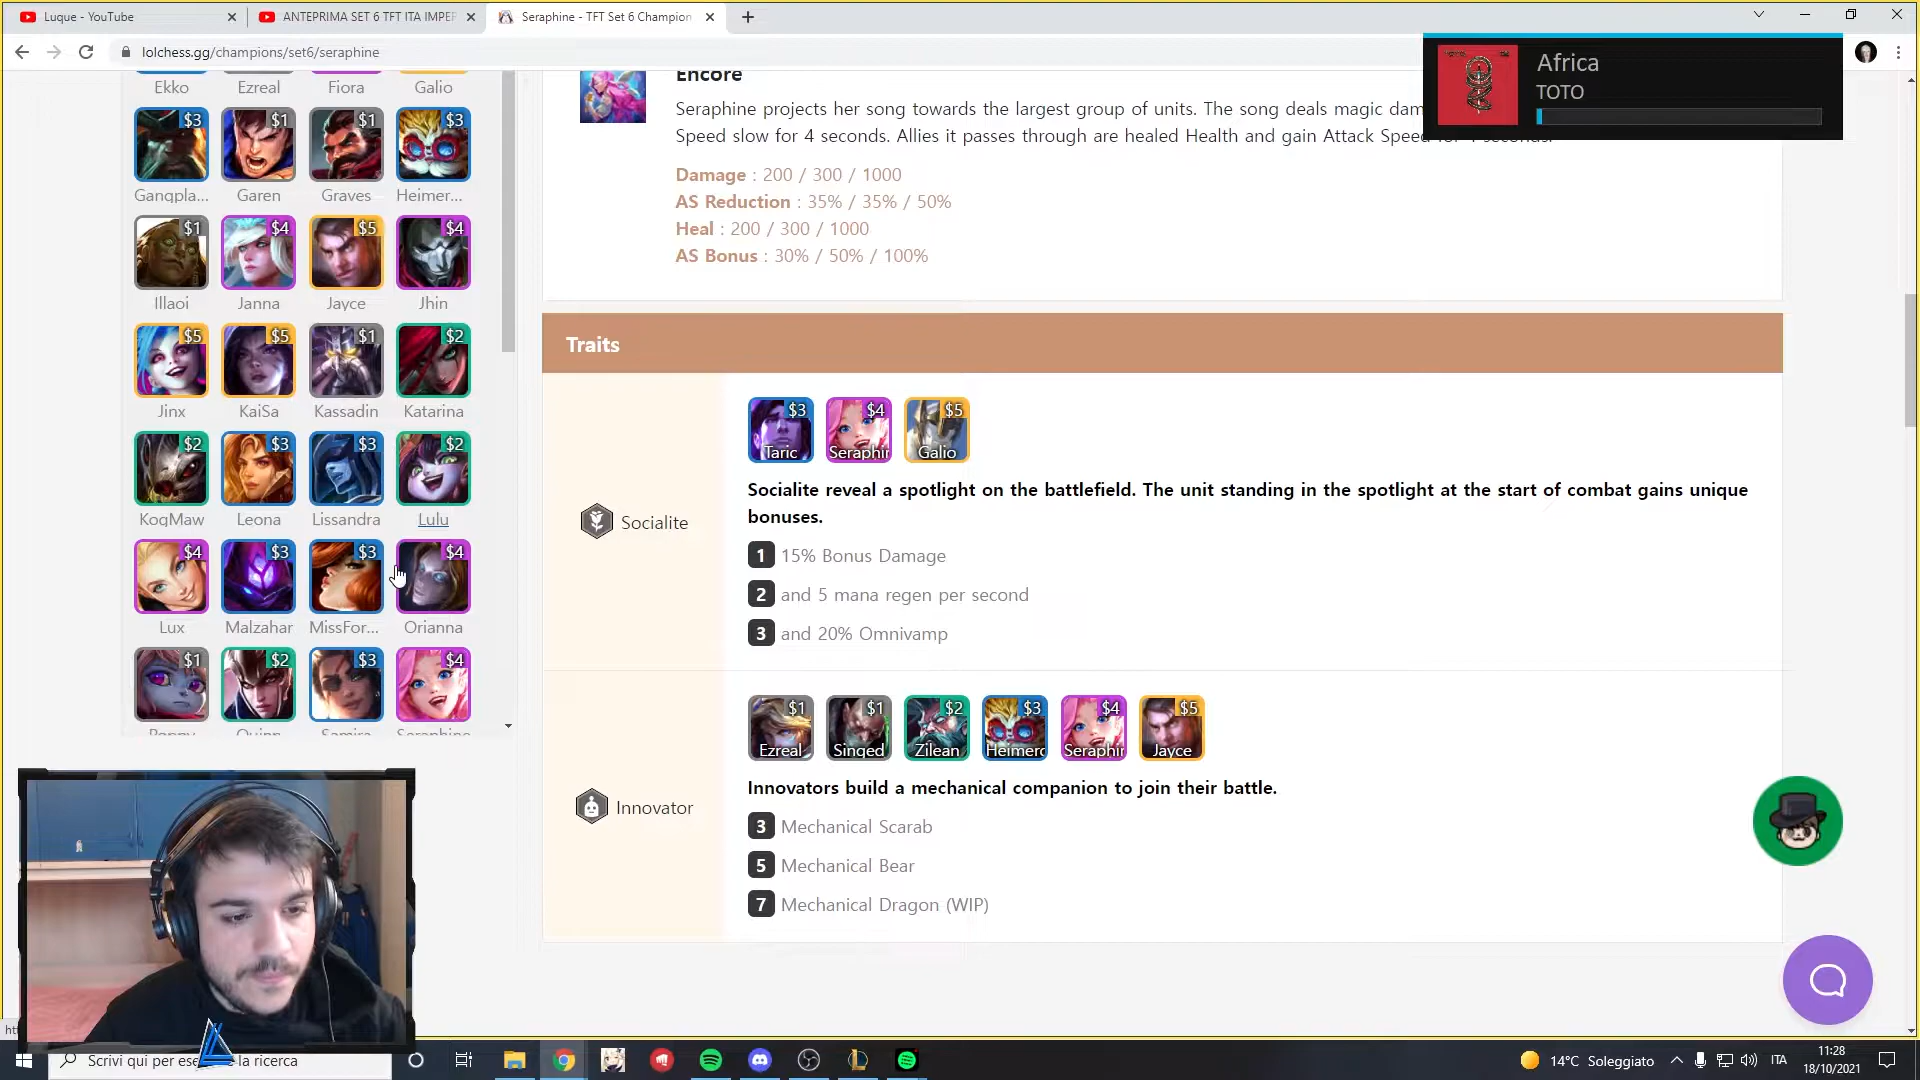 Luque - YouTube
ANTEPRIMA SET 6 TFT ITA IMPER
Seraphine - TFT Set 6 Champion
lolchess.gg/champions/set6/seraphine
Africa
TOTO
Ekko
Ezreal
Fiora
Galio
$3
$1
$1
$3
Gangpla...
Garen
Graves
Heimer...
$1
$4
$5
$4
Illaoi
Janna
Jayce
Jhin
$5
$5
$1
$2
Jinx
KaiSa
Kassadin
Katarina
$2
$3
$3
$2
KogMaw
Leona
Lissandra
Lulu
$4
$3
$3
$4
Lux
Malzahar
MissFor...
Orianna
$1
$2
$3
$4
Poppy
Quinn
Samira
Seraphine
Encore
Seraphine projects her song towards the largest group of units. The song deals magic dam
Speed slow for 4 seconds. Allies it passes through are healed Health and gain Attack Speed
Damage : 200 / 300 / 1000
AS Reduction : 35% / 35% / 50%
Heal : 200 / 300 / 1000
AS Bonus : 30% / 50% / 100%
Traits
$3
$4
$5
Taric
Seraphin
Galio
Socialite
Socialite reveal a spotlight on the battlefield. The unit standing in the spotlight at the start of combat gains unique
bonuses.
1 15% Bonus Damage
2 and 5 mana regen per second
3 and 20% Omnivamp
$1
$1
$2
$3
$4
$5
Ezreal
Singed
Zilean
Heimerd
Seraphin
Jayce
Innovator
Innovators build a mechanical companion to join their battle.
3 Mechanical Scarab
5 Mechanical Bear
7 Mechanical Dragon (WIP)
Scrivi qui per ese
la ricerca
14°C Soleggiato
ITA
11:28
18/10/2021